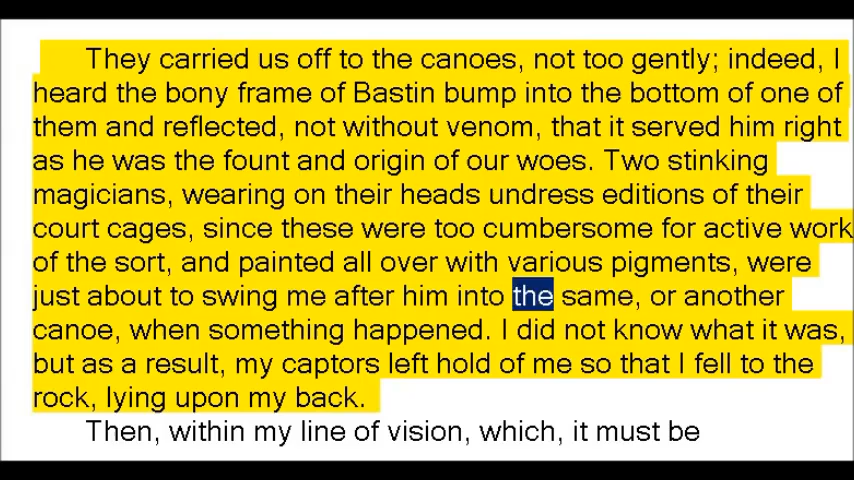 They carried us off to the canoes, not too gently; indeed, I
heard the bony frame of Bastin bump into the bottom of one of
them and reflected, not without venom, that it served him right
as he was the fount and origin of our woes. Two stinking
magicians, wearing on their heads undress editions of their
court cages, since these were too cumbersome for active work
of the sort, and painted all over with various pigments, were
just about to swing me after him into the same, or another
canoe, when something happened. I did not know what it was,
but as a result, my captors left hold of me so that I fell to the
rock, lying upon my back.
Then, within my line of vision, which, it must be